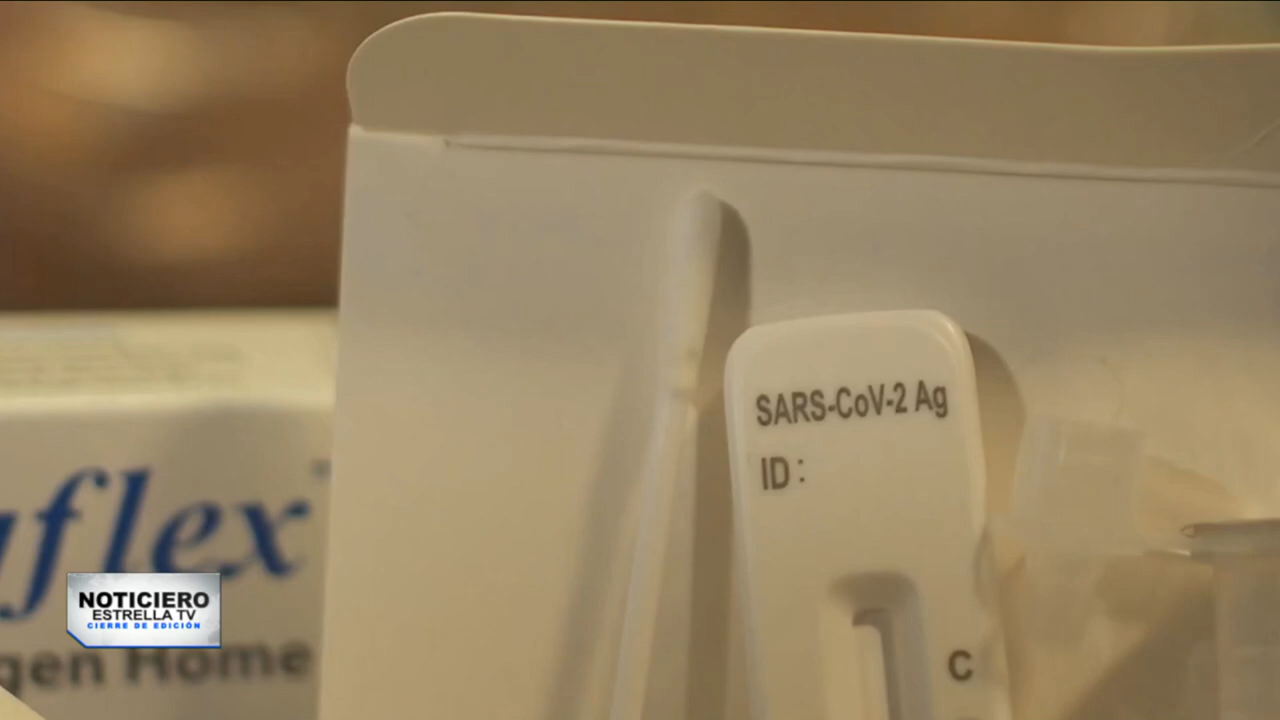 SARS-CoV-2 Ag
ID :
C
flex
gen Home
NOTICIERO
ESTRELLA TV
CIERRE DE EDICIÓN